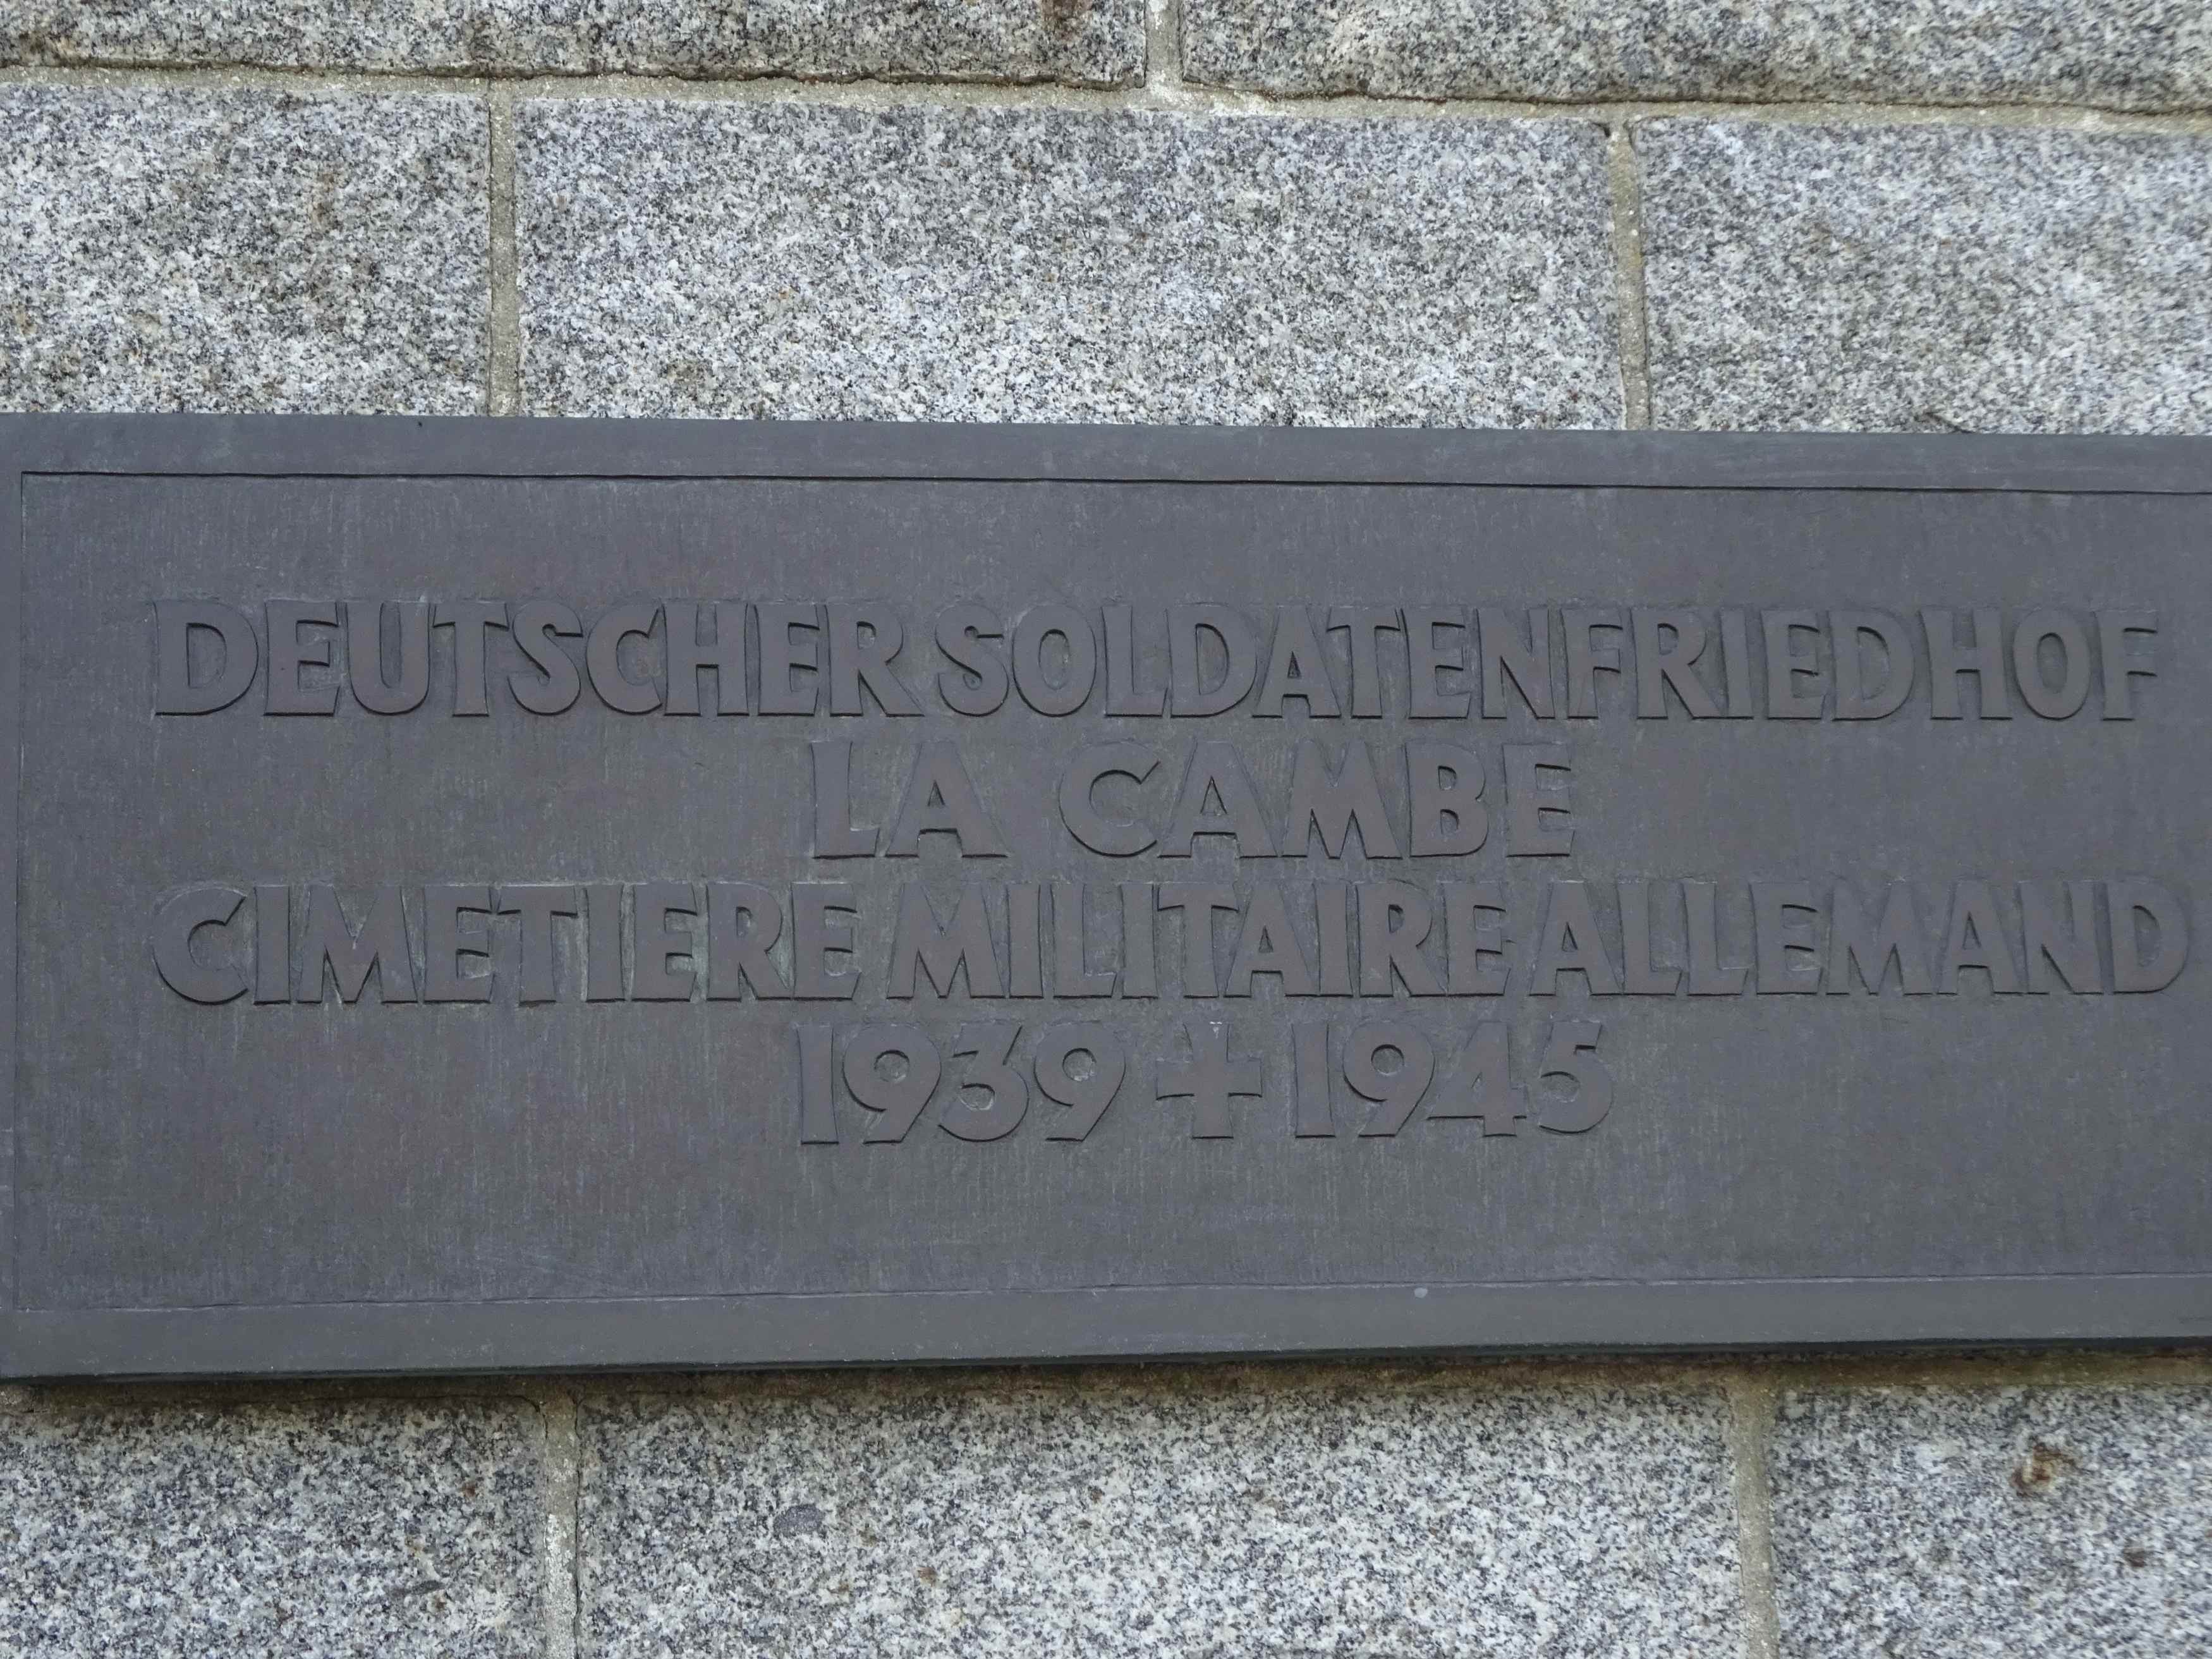 DEUTSCHER SOLDATENFRIEDHOF
LA CAMBE
CIMETIERE MILITAIRE ALLEMAND
1939 ✝ 1945